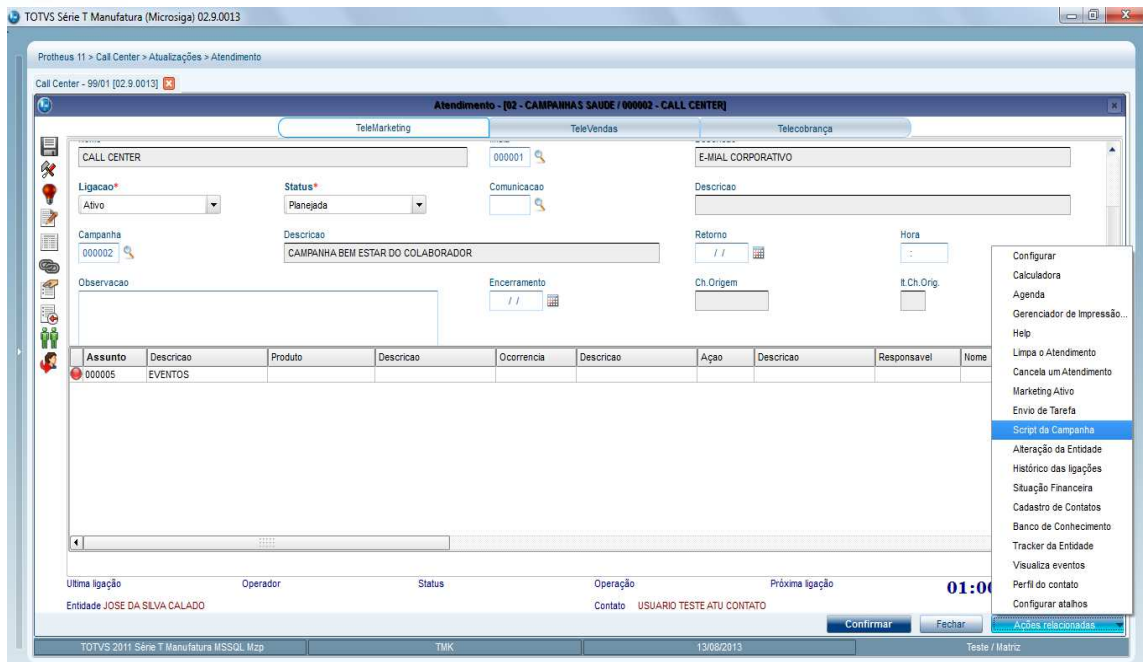 TOTVS Série T Manufatura (Microsiga) 02.9.0013
Protheus 11 > Call Center > Atualizações > Atendimento
Call Center - 99/01 [02.9.0013]
Atendimento - [02 - CAMPANHAS SAUDE / 000002 - CALL CENTER]
TeleMarketing TeleVendas Telecobrança
CALL CENTER 000001 E-MIAL CORPORATIVO
Ligacao* Status* Comunicacao Descricao
Ativo Planejada
Campanha Descricao Retorno Hora
000002 CAMPANHA BEM ESTAR DO COLABORADOR / / :
Observacao Encerramento Ch.Origem It.Ch.Orig.
/ /
Assunto Descricao Produto Descricao Ocorrencia Descricao Açao Descricao Responsavel Nome
000005 EVENTOS
Configurar
Calculadora
Agenda
Gerenciador de Impressão...
Help
Limpa o Atendimento
Cancela um Atendimento
Marketing Ativo
Envio de Tarefa
Script da Campanha
Alteração da Entidade
Histórico das ligações
Situação Financeira
Cadastro de Contatos
Banco de Conhecimento
Tracker da Entidade
Visualiza eventos
Perfil do contato
Configurar atalhos
Ultima ligação Operador Status Operação Próxima ligação
Entidade JOSE DA SILVA CALADO Contato USUARIO TESTE ATU CONTATO
Confirmar Fechar Ações relacionadas
TOTVS 2011 Série T Manufatura MSSQL Mzp TMK 13/08/2013 Teste / Matriz